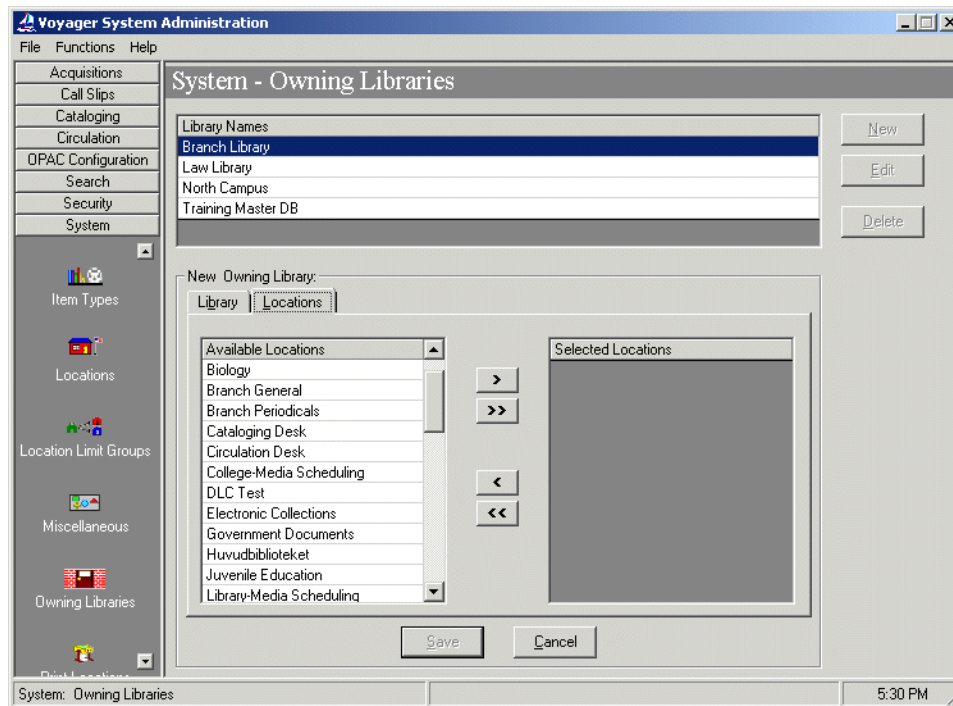 Voyager System Administration
File Functions Help
Acquisitions
Call Slips
Cataloging
Circulation
OPAC Configuration
Search
Security
System
Item Types
Locations
Location Limit Groups
Miscellaneous
Owning Libraries
Print Locations
System - Owning Libraries
Library Names
Branch Library
Law Library
North Campus
Training Master DB
New
Edit
Delete
New Owning Library:
Library Locations
Available Locations
Biology
Branch General
Branch Periodicals
Cataloging Desk
Circulation Desk
College-Media Scheduling
DLC Test
Electronic Collections
Government Documents
Huvudbiblioteket
Juvenile Education
Library-Media Scheduling
>
>>
<
<<
Selected Locations
Save Cancel
System: Owning Libraries
5:30 PM